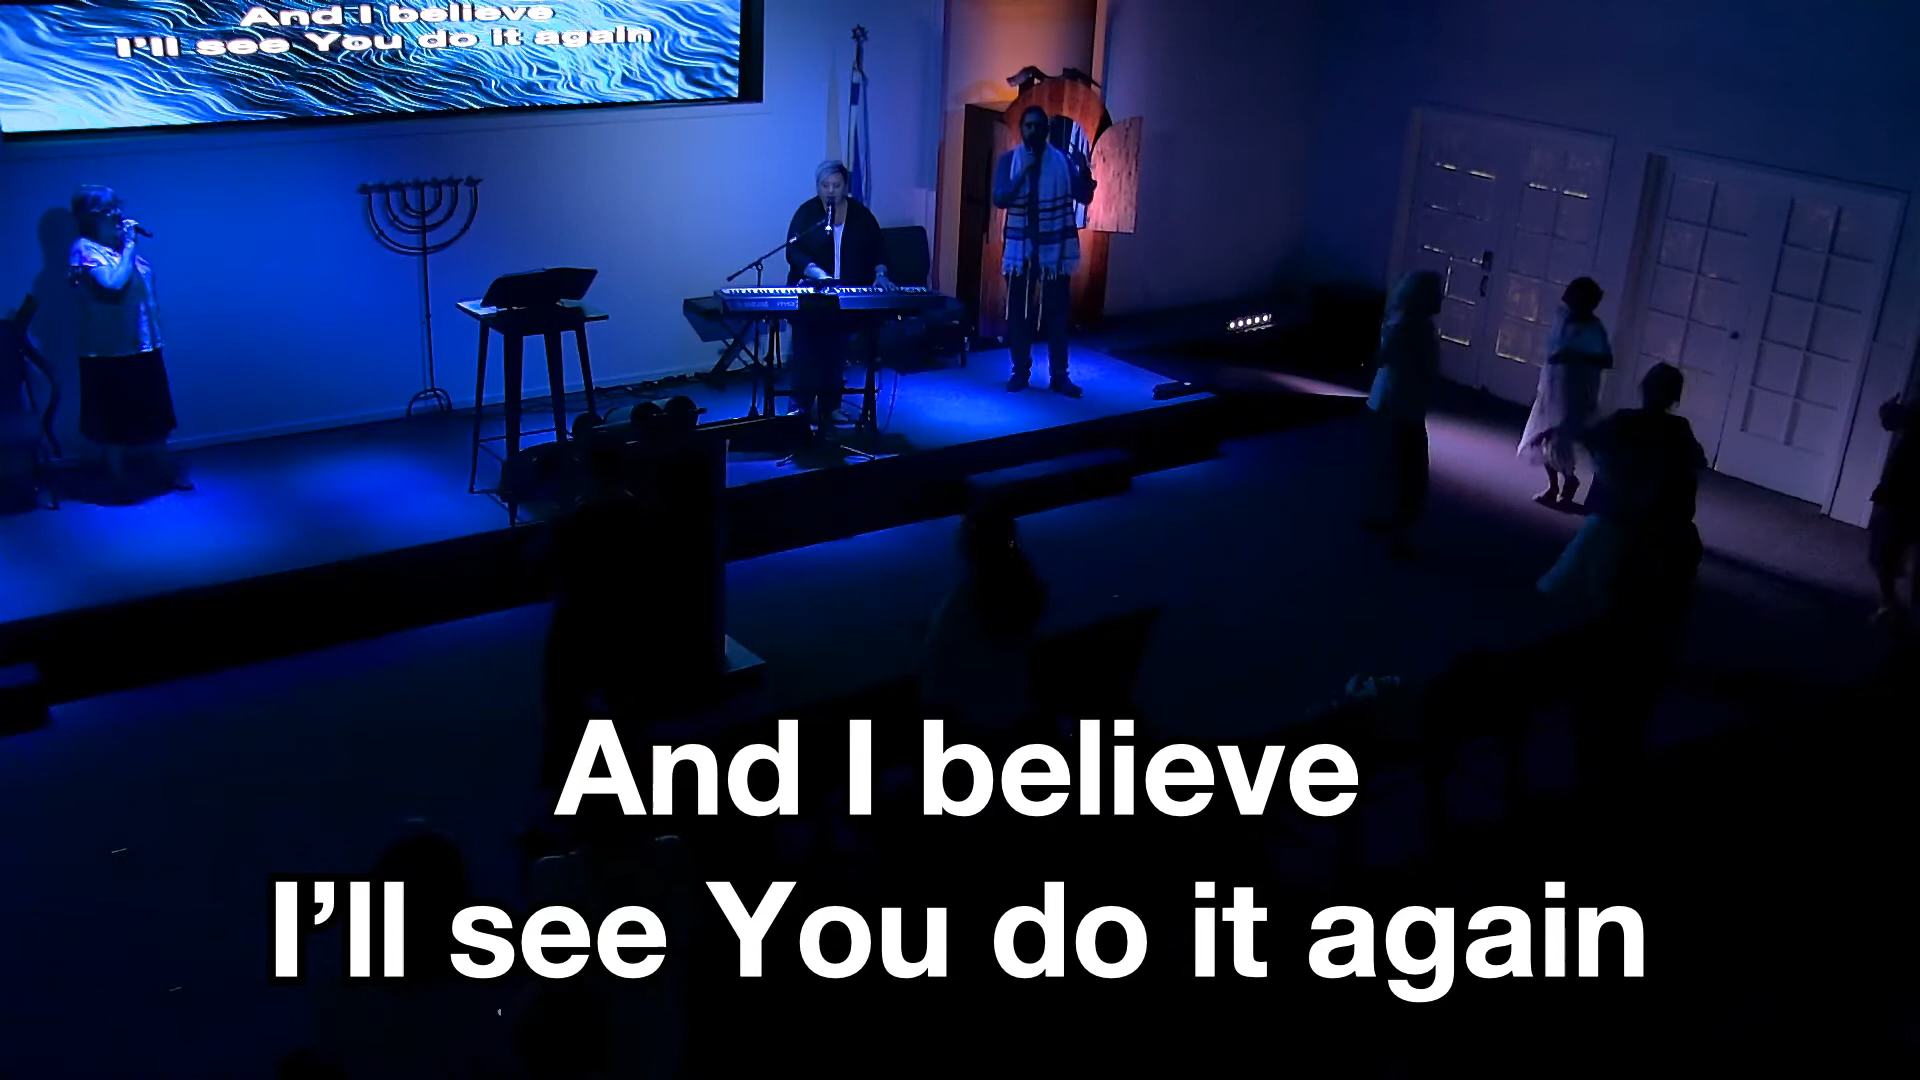 And I believe
I'll see You do it again
And I believe
I’ll see You do it again